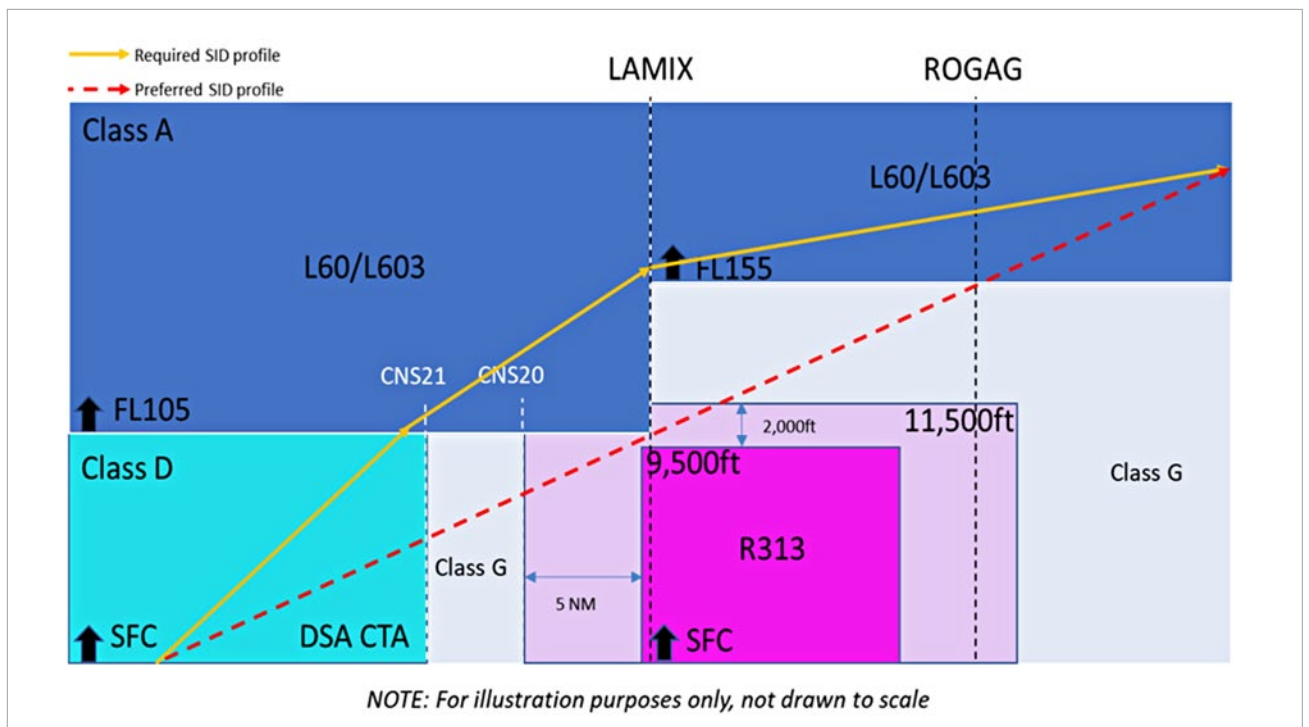 Required SID profile
Preferred SID profile
LAMIX
ROGAG
Class A
L60/L603
L60/L603
FL155
CNS21
CNS20
FL105
2,000ft
11,500ft
Class D
9,500ft
Class G
R313
Class G
5 NM
SFC
DSA CTA
SFC
NOTE: For illustration purposes only, not drawn to scale